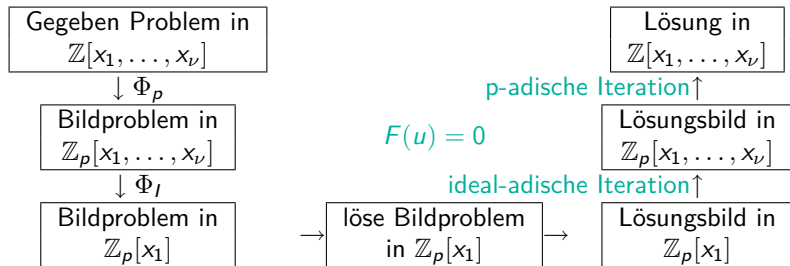 Gegeben Problem in
ℤ[x₁, . . . , x_ν]
↓ Φ_p
Bildproblem in
ℤ_p[x₁, . . . , x_ν]
↓ Φ_I
Bildproblem in
ℤ_p[x₁]
→
löse Bildproblem
in ℤ_p[x₁]
→
F(u) = 0
Lösung in
ℤ[x₁, . . . , x_ν]
p-adische Iteration↑
Lösungsbild in
ℤ_p[x₁, . . . , x_ν]
ideal-adische Iteration↑
Lösungsbild in
ℤ_p[x₁]